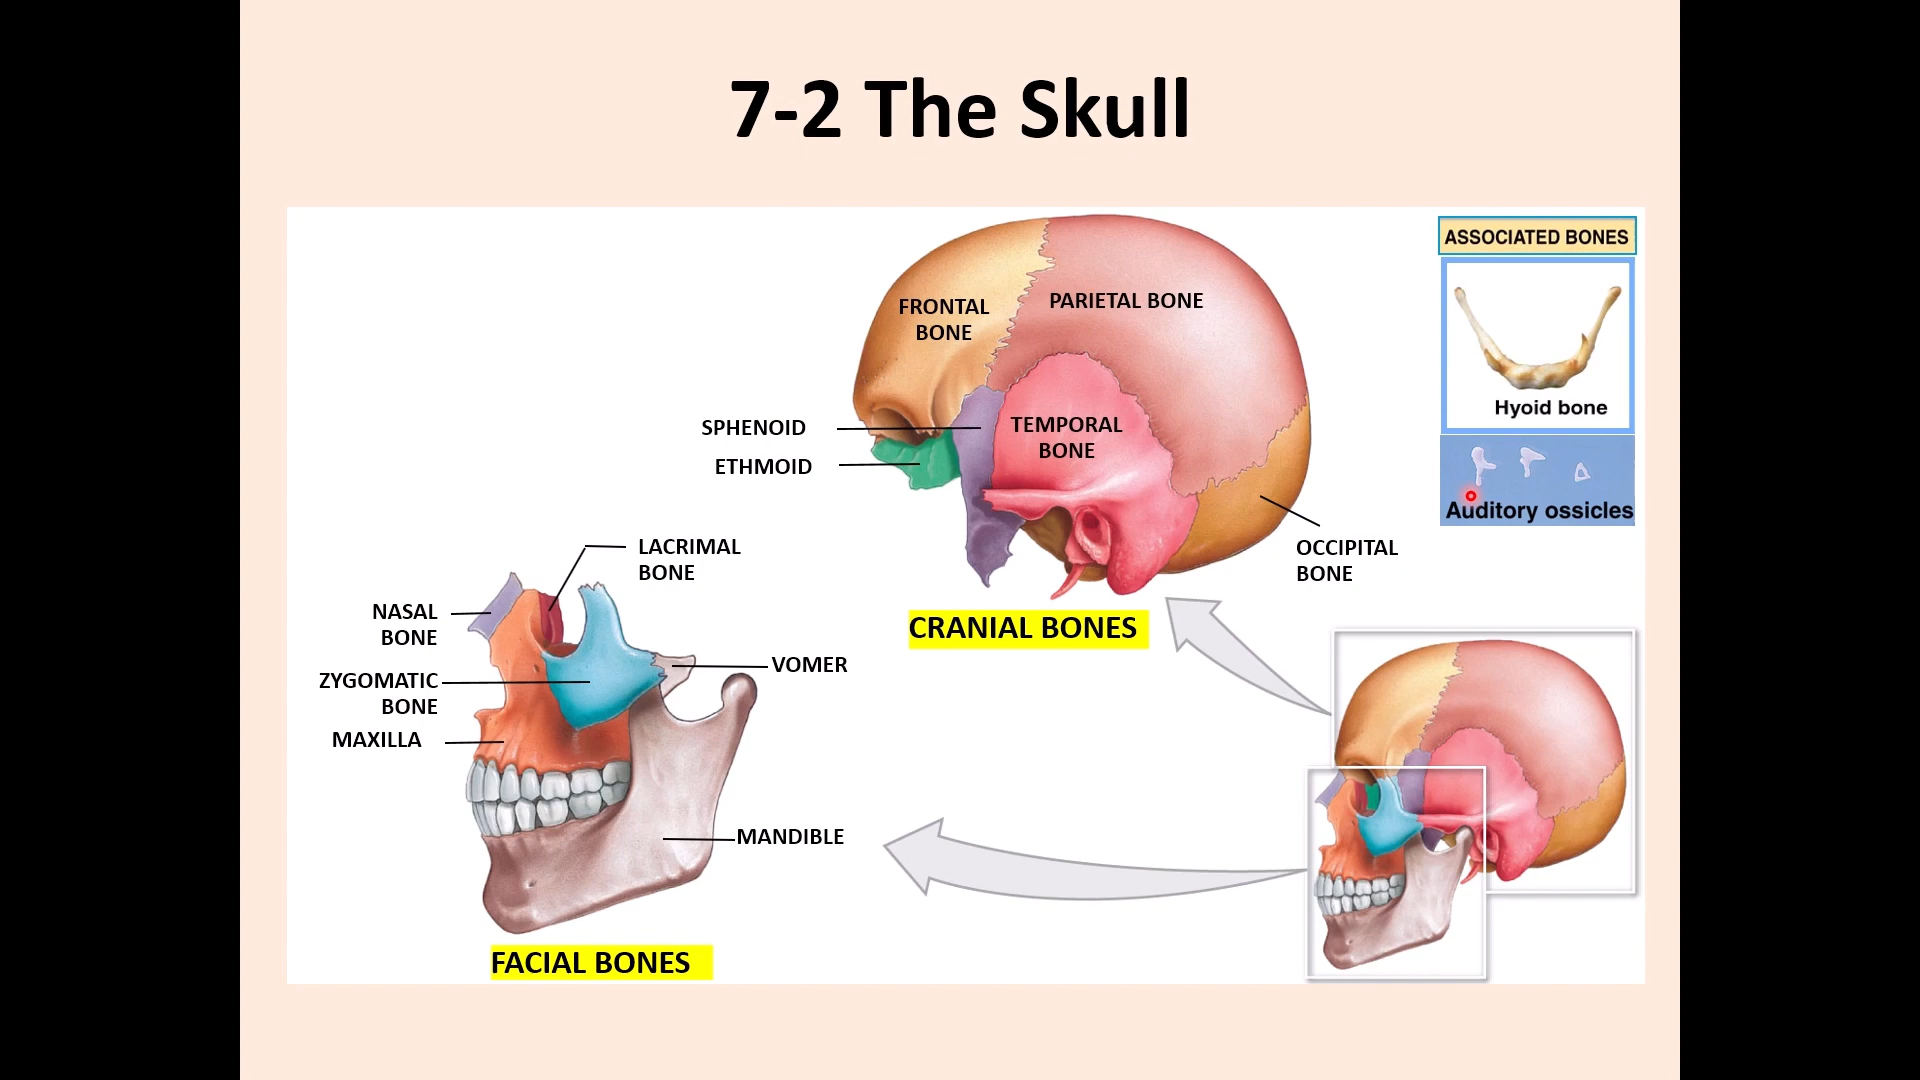 7-2 The Skull
ASSOCIATED BONES
FRONTAL
BONE
PARIETAL BONE
Hyoid bone
SPHENOID
TEMPORAL
BONE
ETHMOID
Auditory ossicles
OCCIPITAL
BONE
CRANIAL BONES
LACRIMAL
BONE
NASAL
BONE
VOMER
ZYGOMATIC
BONE
MAXILLA
MANDIBLE
FACIAL BONES